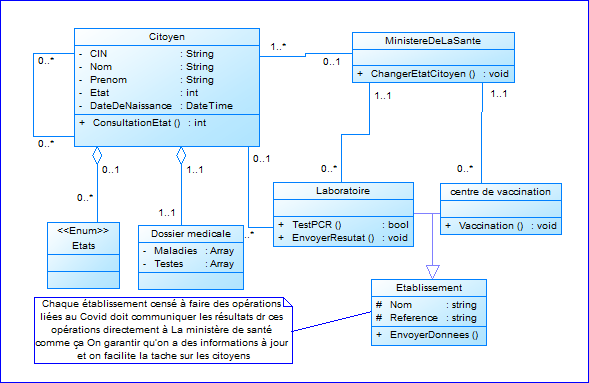 Citoyen
- CIN : String
- Nom : String
- Prenom : String
- Etat : int
- DateDeNaissance : DateTime
+ ConsultationEtat () : int
1..*
0..1
MinistereDeLaSante
+ ChangerEtatCitoyen () : void
0..*
0..*
1..1
1..1
0..1
1..1
0..1
0..*
1..1
0..*
0..*
<<Enum>>
Etats
Dossier medicale
- Maladies : Array
- Testes : Array
..*
Laboratoire
+ TestPCR () : bool
+ EnvoyerResutat () : void
centre de vaccination
+ Vaccination () : void
Etablissement
# Nom : string
# Reference : string
+ EnvoyerDonnees ()
Chaque établissement censé à faire des opérations
liées au Covid doit communiquer les résultats dr ces
opérations directement à La ministère de santé
comme ça On garantir qu'on a des informations à jour
et on facilite la tache sur les citoyens